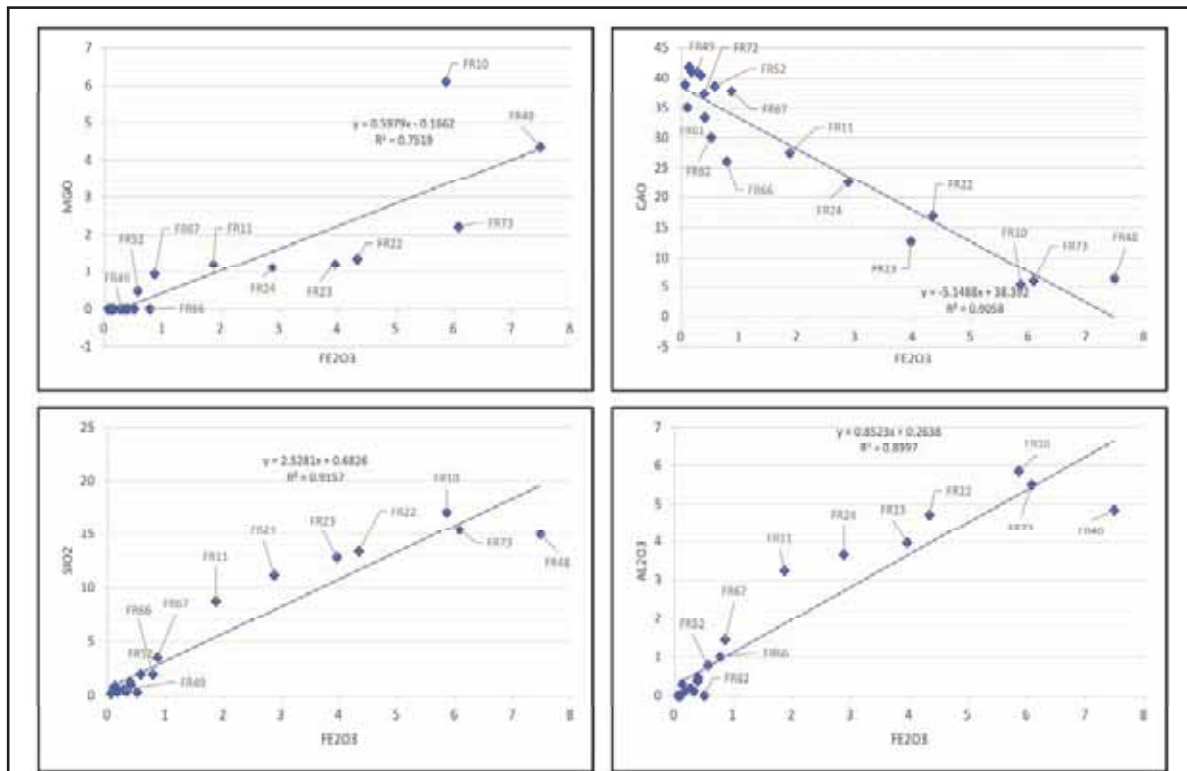 7
6
5
4
3
2
1
0
-1
MGO
FR10
y = 0.5979x - 0.1662
R² = 0.7519
FR73
FR52
FR67
FR11
FR22
FR24
FR23
FR66
0 1 2 3 4 5 6 7 8
FE2O3
45
40
35
30
25
20
15
10
5
0
-5
CAO
FR49
FR72
FR52
FR67
FR11
FR62
FR66
FR24
FR22
FR23
FR10
FR73
FR48
y = -5.1488x + 38.392
R² = 0.9058
0 1 2 3 4 5 6 7 8
FE2O3
25
20
15
10
5
0
SIO2
y = 2.5281x + 0.6826
R² = 0.9157
FR10
FR22
FR23
FR11
FR73
FR48
FR66
FR67
FR52
FR49
0 1 2 3 4 5 6 7 8
FE2O3
7
6
5
4
3
2
1
0
AL2O3
y = 0.8523x + 0.2638
R² = 0.8997
FR10
FR22
FR24
FR11
FR73
FR67
FR52
FR66
FR62
0 1 2 3 4 5 6 7 8
FE2O3